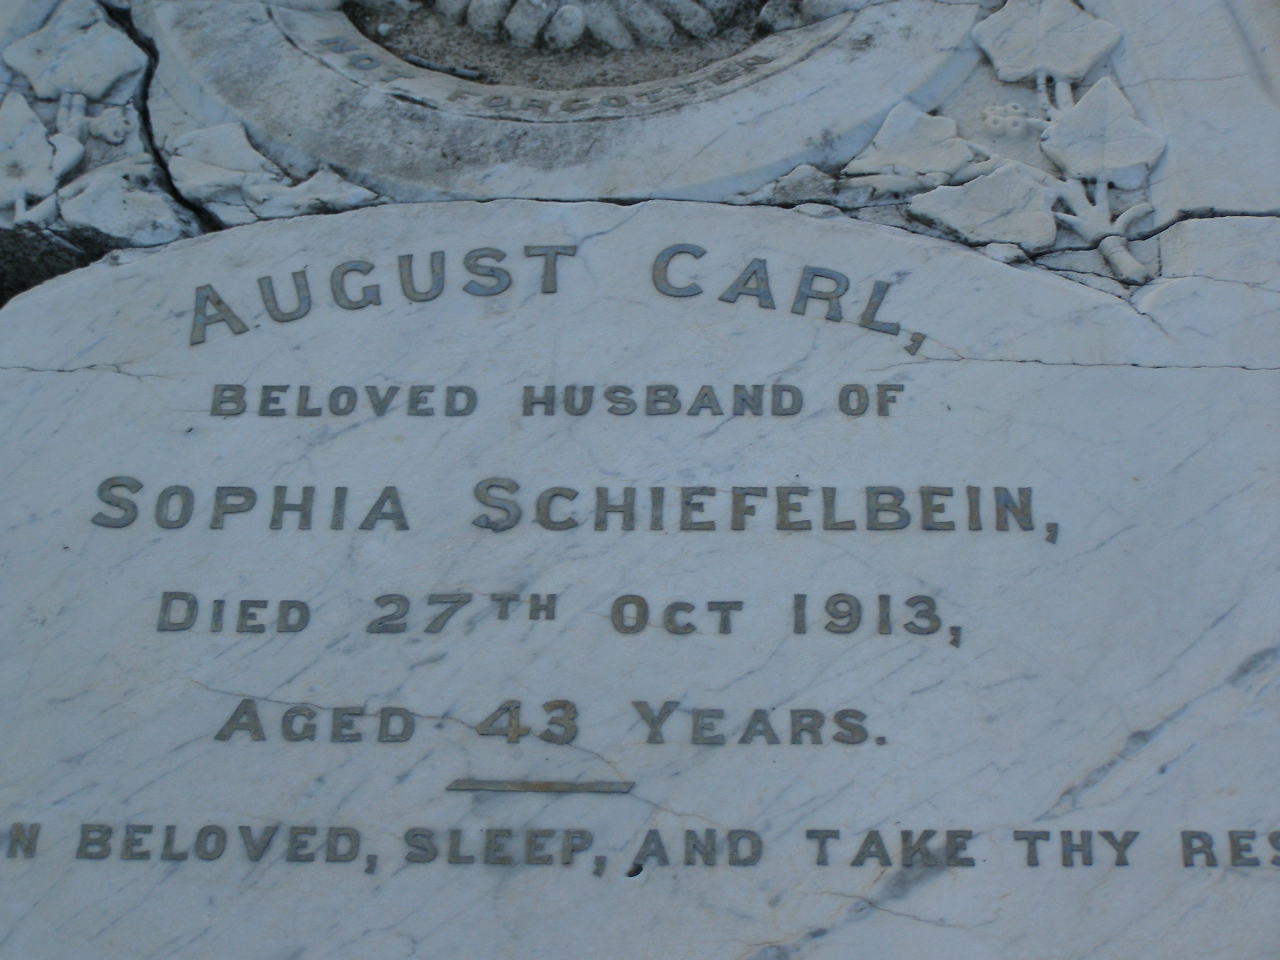 NOT FORGOTTEN
AUGUST CARL,
BELOVED HUSBAND OF
SOPHIA SCHIEFELBEIN,
DIED 27TH OCT 1913,
AGED 43 YEARS.
BELOVED, SLEEP, AND TAKE THY